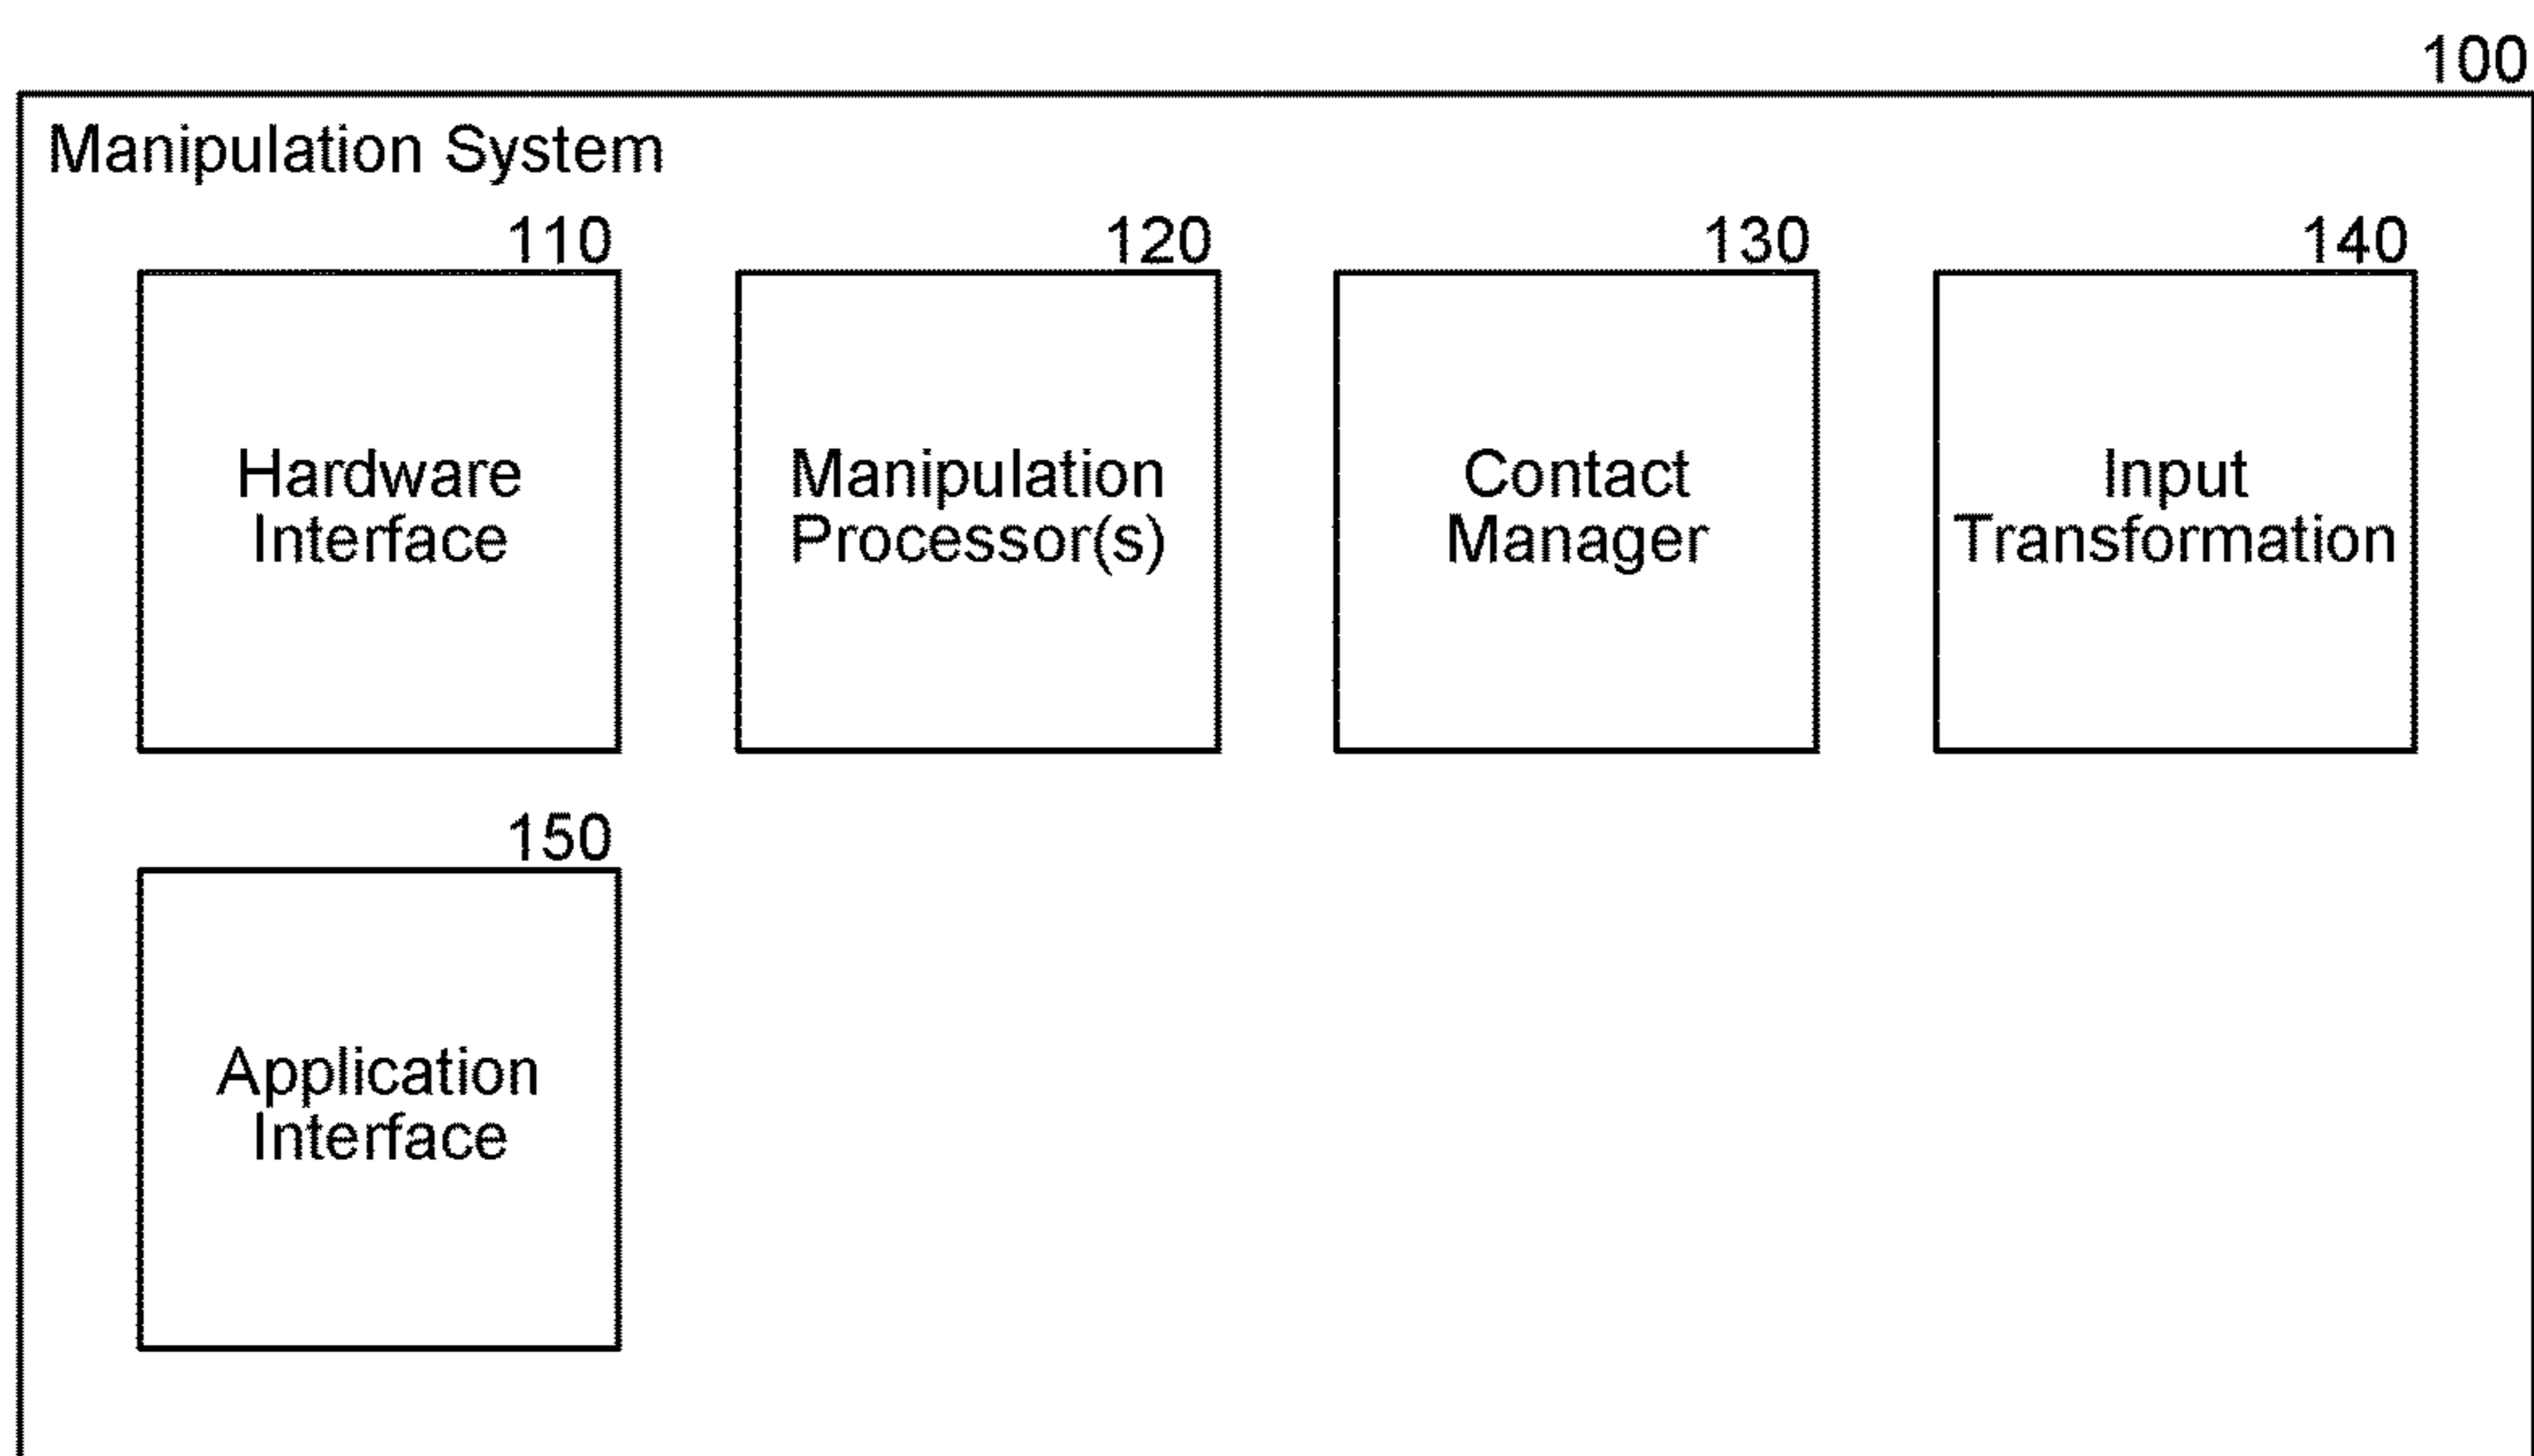 100
Manipulation System
110
120
130
140
Hardware
Interface
Manipulation
Processor(s)
Contact
Manager
Input
Transformation
150
Application
Interface